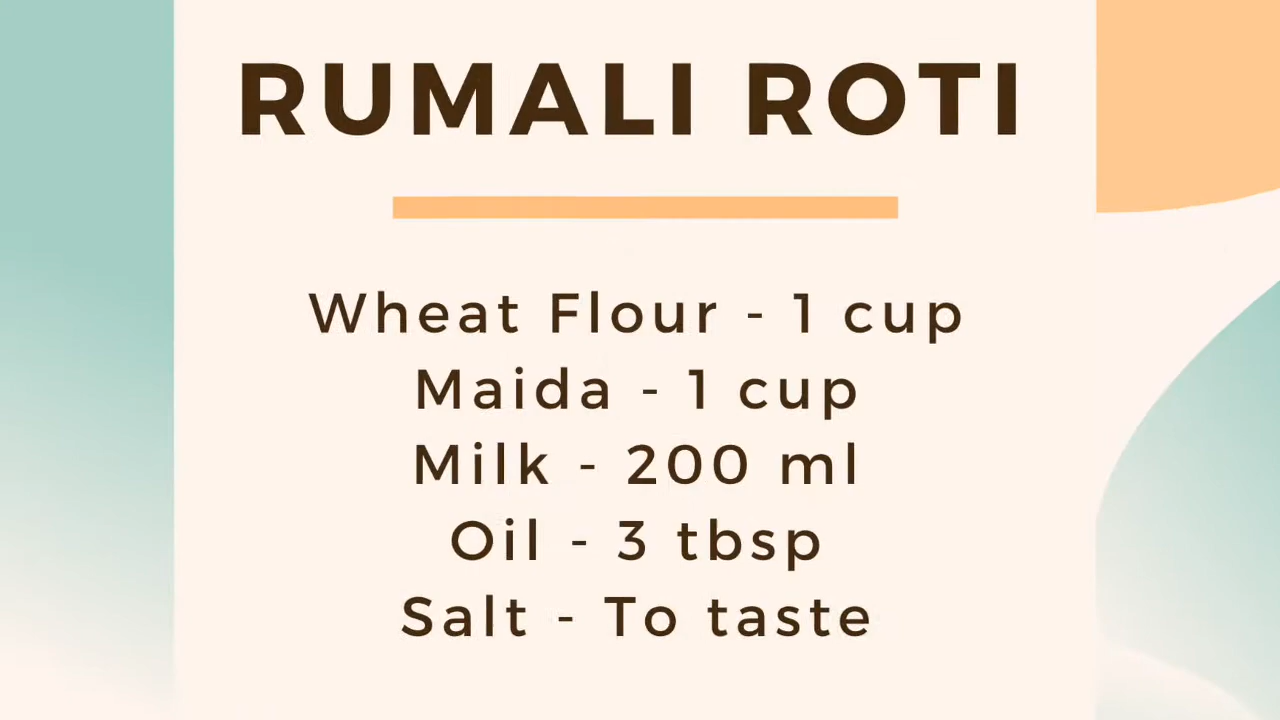 RUMALI ROTI
Wheat Flour - 1 cup
Maida - 1 cup
Milk - 200 ml
Oil - 3 tbsp
Salt - To taste